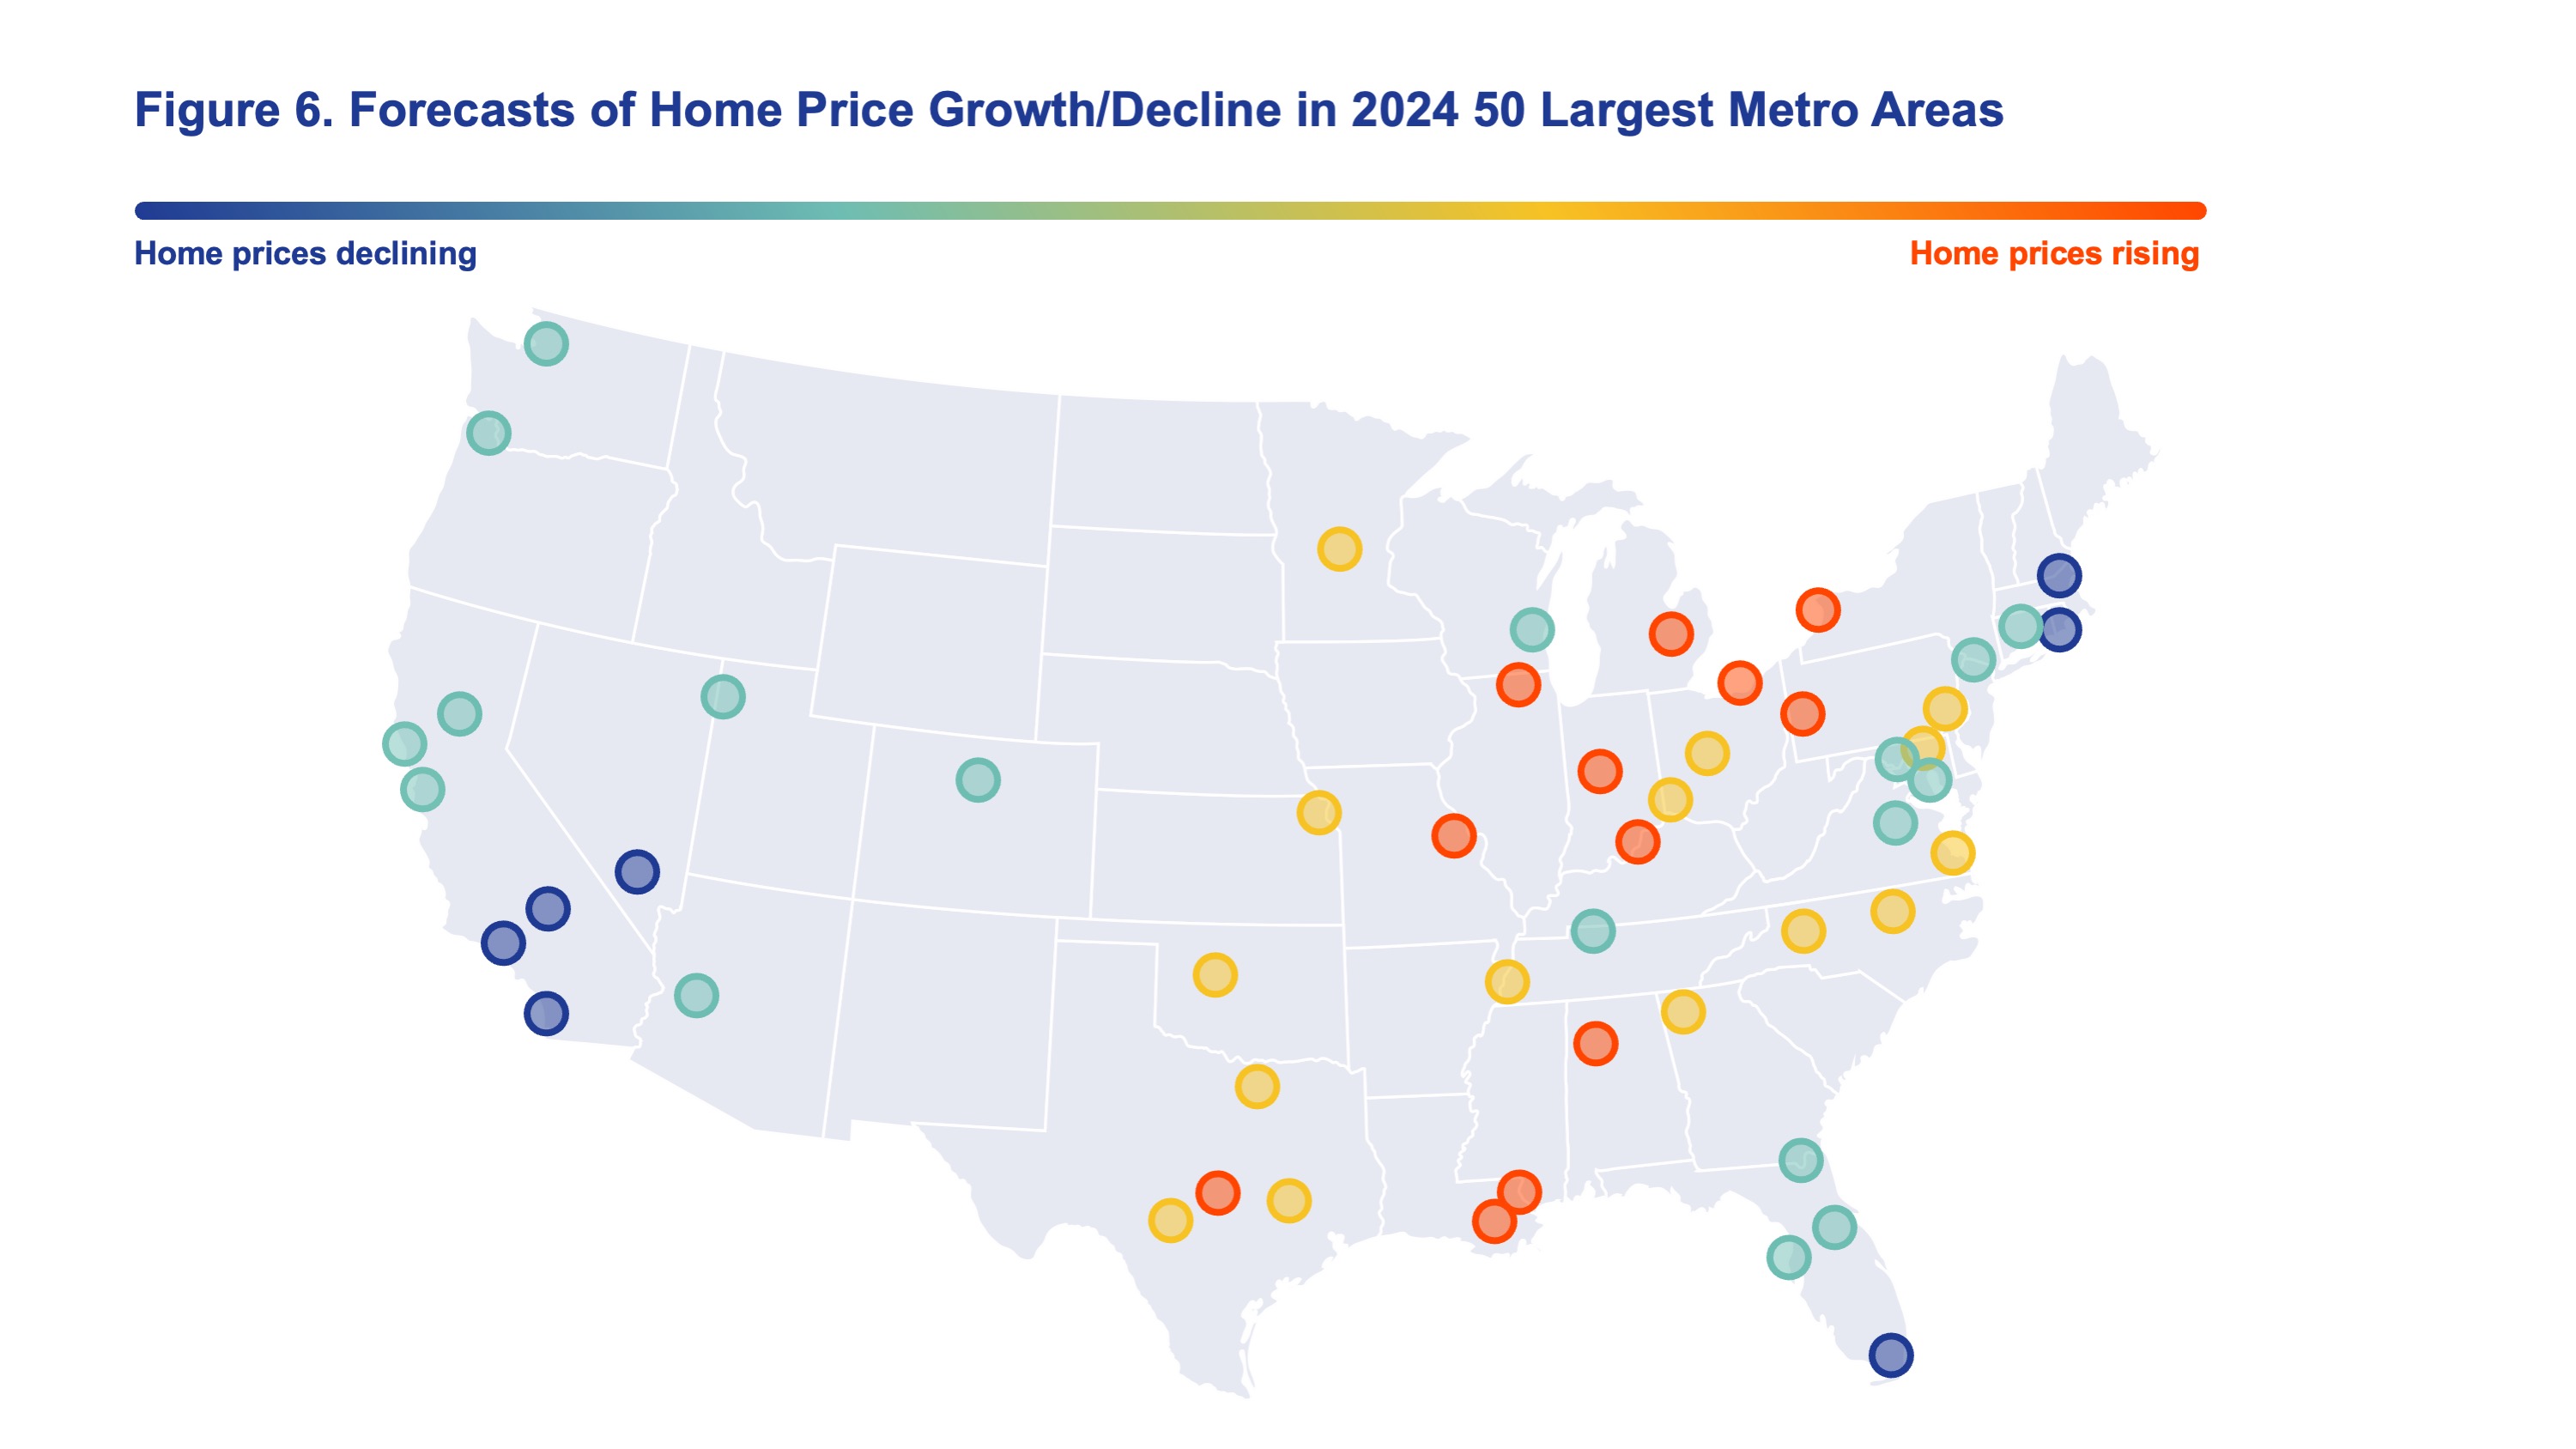 Figure 6. Forecasts of Home Price Growth/Decline in 2024 50 Largest Metro Areas
Home prices declining
Home prices rising